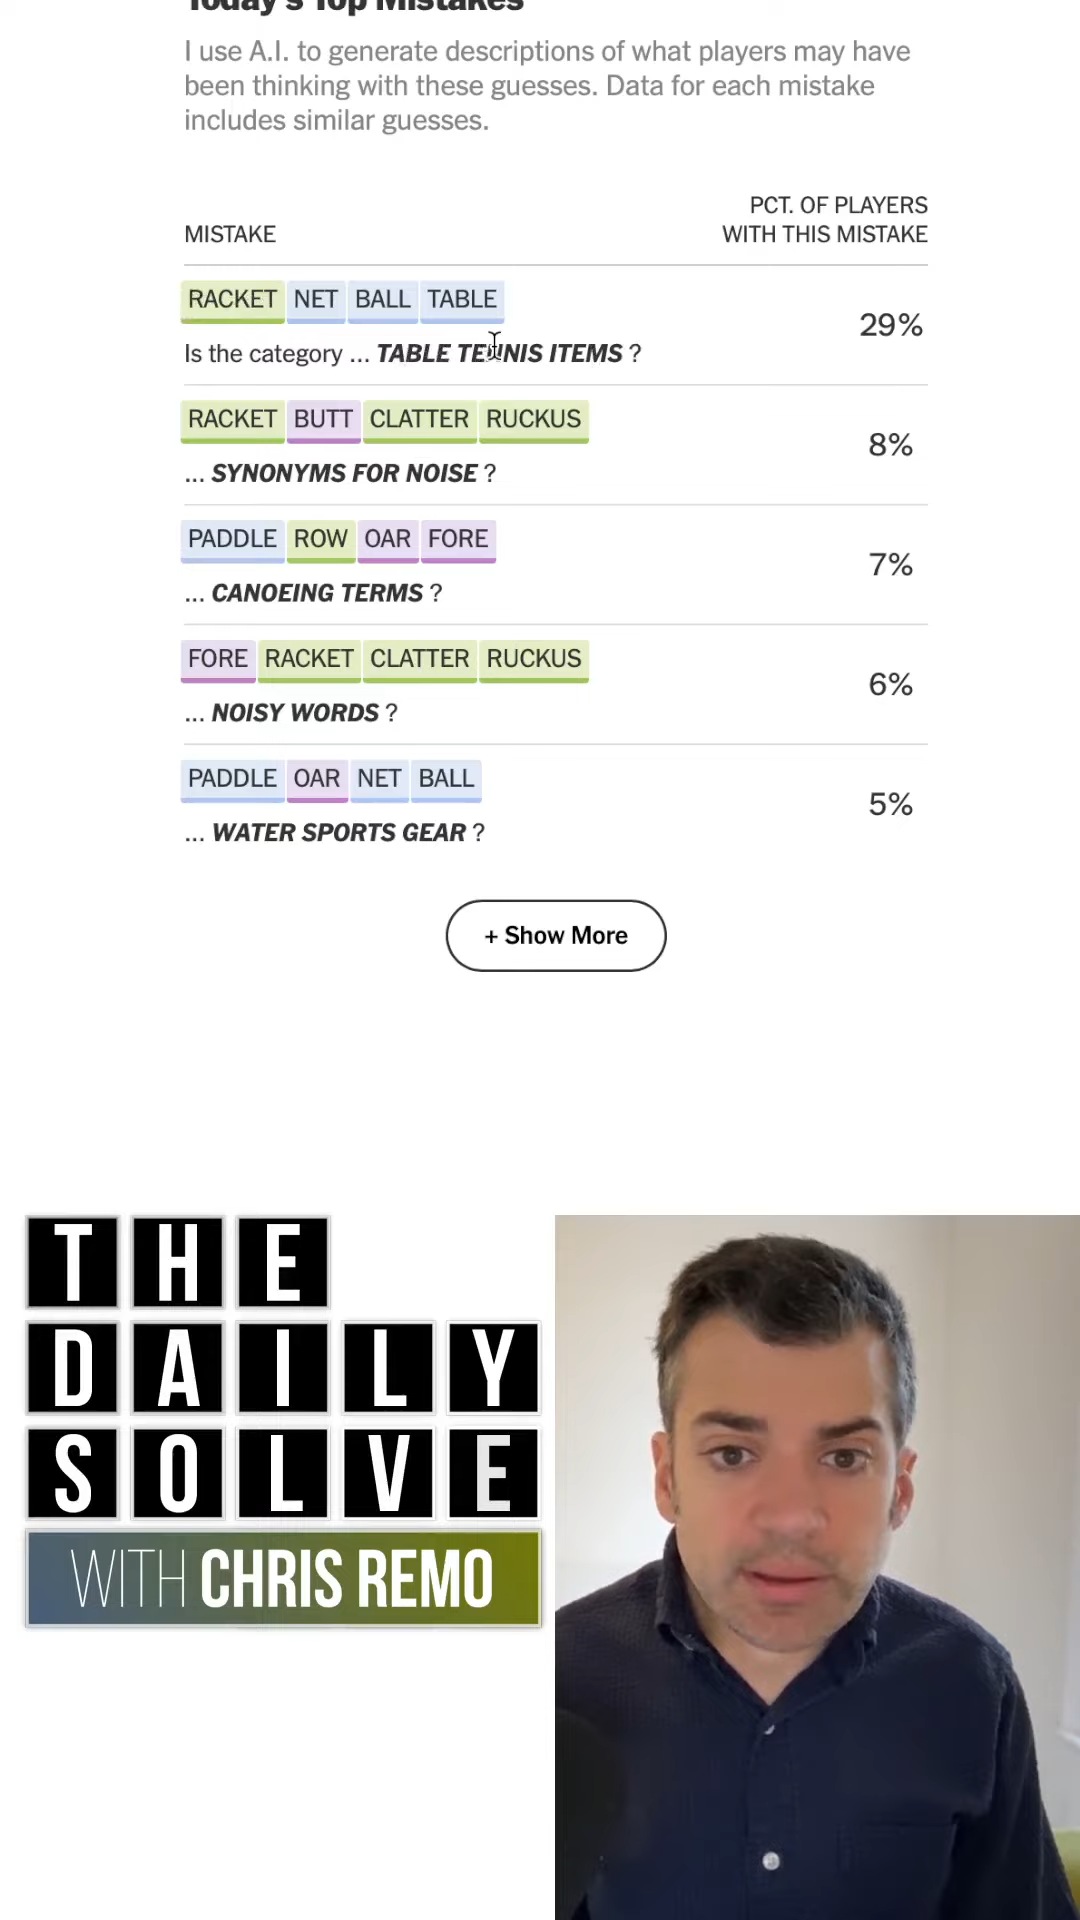 Today's Top Mistakes
I use A.I. to generate descriptions of what players may have
been thinking with these guesses. Data for each mistake
includes similar guesses.
PCT. OF PLAYERS
MISTAKE WITH THIS MISTAKE
RACKET NET BALL TABLE
29%
Is the category ... TABLE TENNIS ITEMS ?
RACKET BUTT CLATTER RUCKUS
8%
... SYNONYMS FOR NOISE ?
PADDLE ROW OAR FORE
7%
... CANOEING TERMS ?
FORE RACKET CLATTER RUCKUS
6%
... NOISY WORDS ?
PADDLE OAR NET BALL
5%
... WATER SPORTS GEAR ?
+ Show More
THE
DAILY
SOLVE
WITH CHRIS REMO